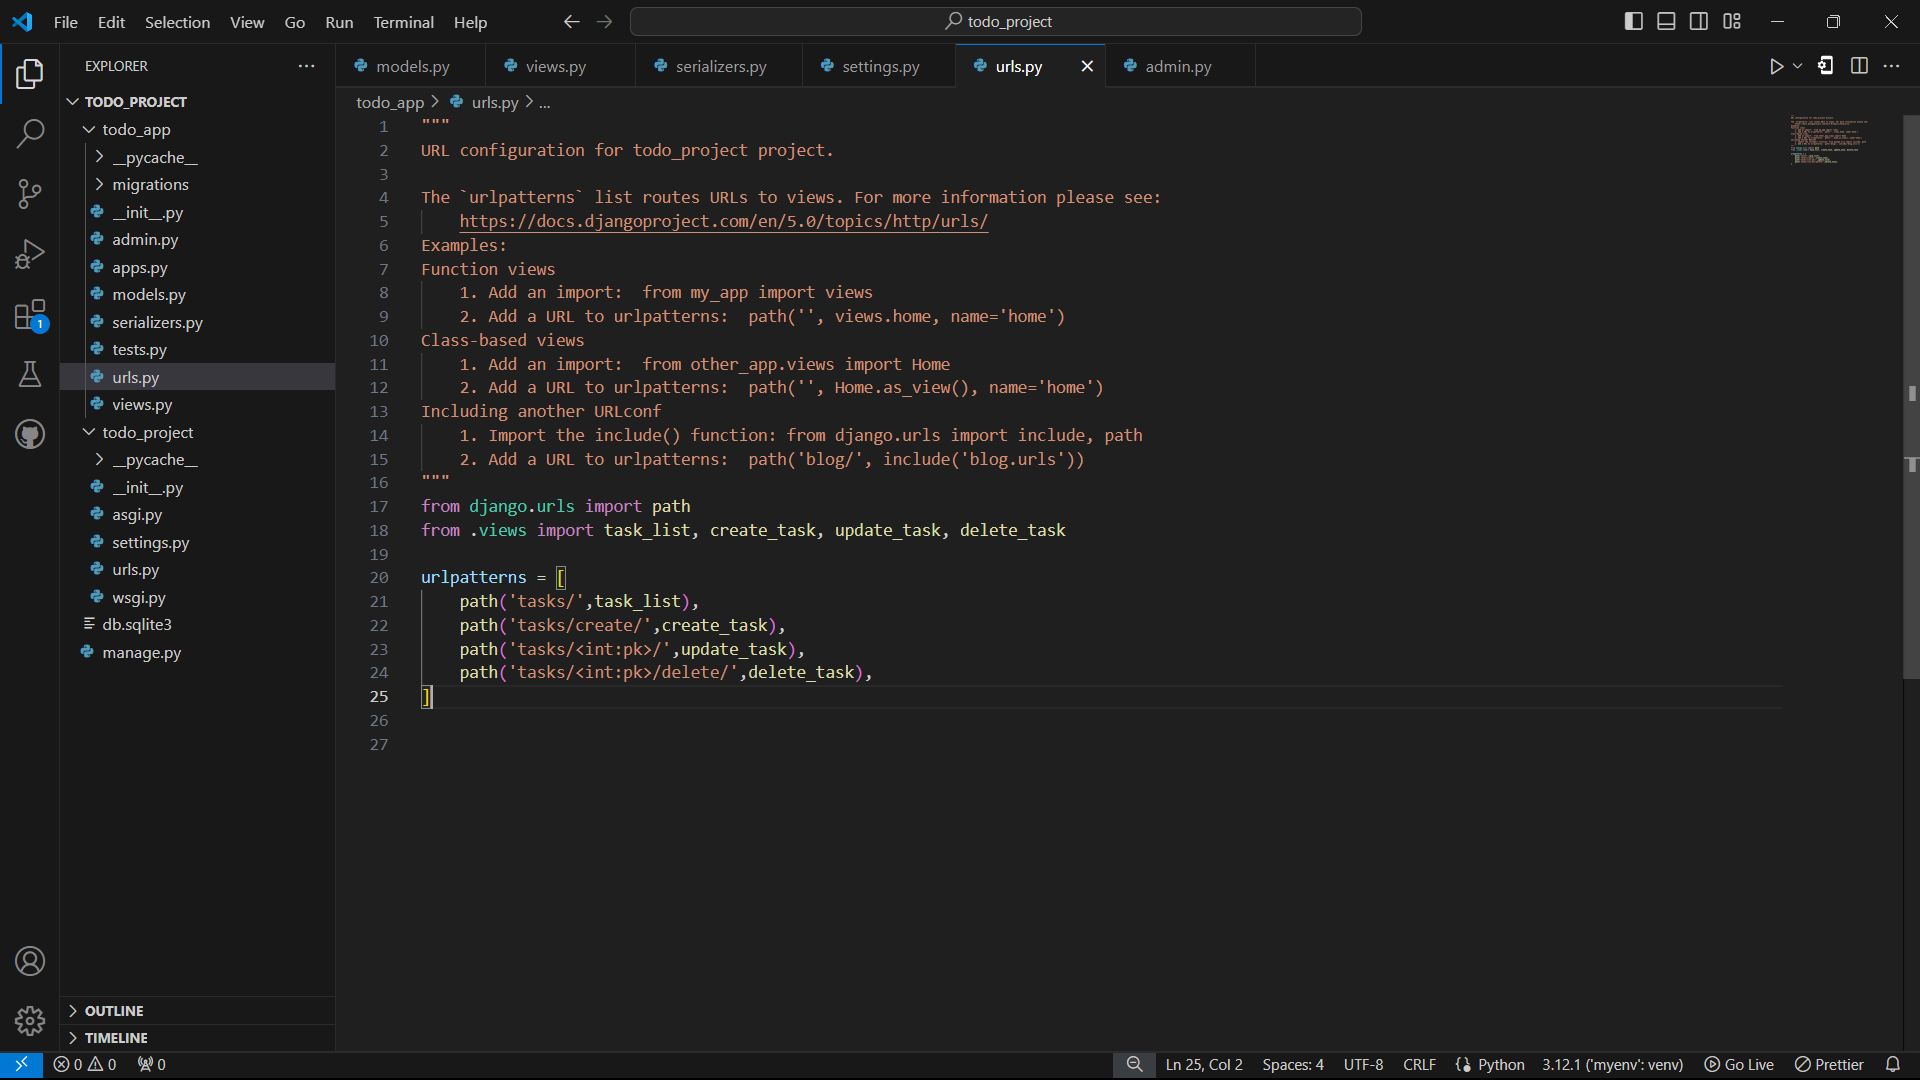 File Edit Selection View Go Run Terminal Help
todo_project
EXPLORER
TODO_PROJECT
todo_app
__pycache__
migrations
__init__.py
admin.py
apps.py
models.py
serializers.py
tests.py
urls.py
views.py
todo_project
__pycache__
__init__.py
asgi.py
settings.py
urls.py
wsgi.py
db.sqlite3
manage.py
OUTLINE
TIMELINE
1
models.py views.py serializers.py settings.py urls.py admin.py
todo_app > urls.py > ...
1 """
2 URL configuration for todo_project project.
3
4 The `urlpatterns` list routes URLs to views. For more information please see:
5     https://docs.djangoproject.com/en/5.0/topics/http/urls/
6 Examples:
7 Function views
8     1. Add an import:  from my_app import views
9     2. Add a URL to urlpatterns:  path('', views.home, name='home')
10 Class-based views
11     1. Add an import:  from other_app.views import Home
12     2. Add a URL to urlpatterns:  path('', Home.as_view(), name='home')
13 Including another URLconf
14     1. Import the include() function: from django.urls import include, path
15     2. Add a URL to urlpatterns:  path('blog/', include('blog.urls'))
16 """
17 from django.urls import path
18 from .views import task_list, create_task, update_task, delete_task
19
20 urlpatterns = [
21     path('tasks/',task_list),
22     path('tasks/create/',create_task),
23     path('tasks/<int:pk>/',update_task),
24     path('tasks/<int:pk>/delete/',delete_task),
25 ]
26
27
0 0 0 Ln 25, Col 2 Spaces: 4 UTF-8 CRLF Python 3.12.1 ('myenv': venv) Go Live Prettier